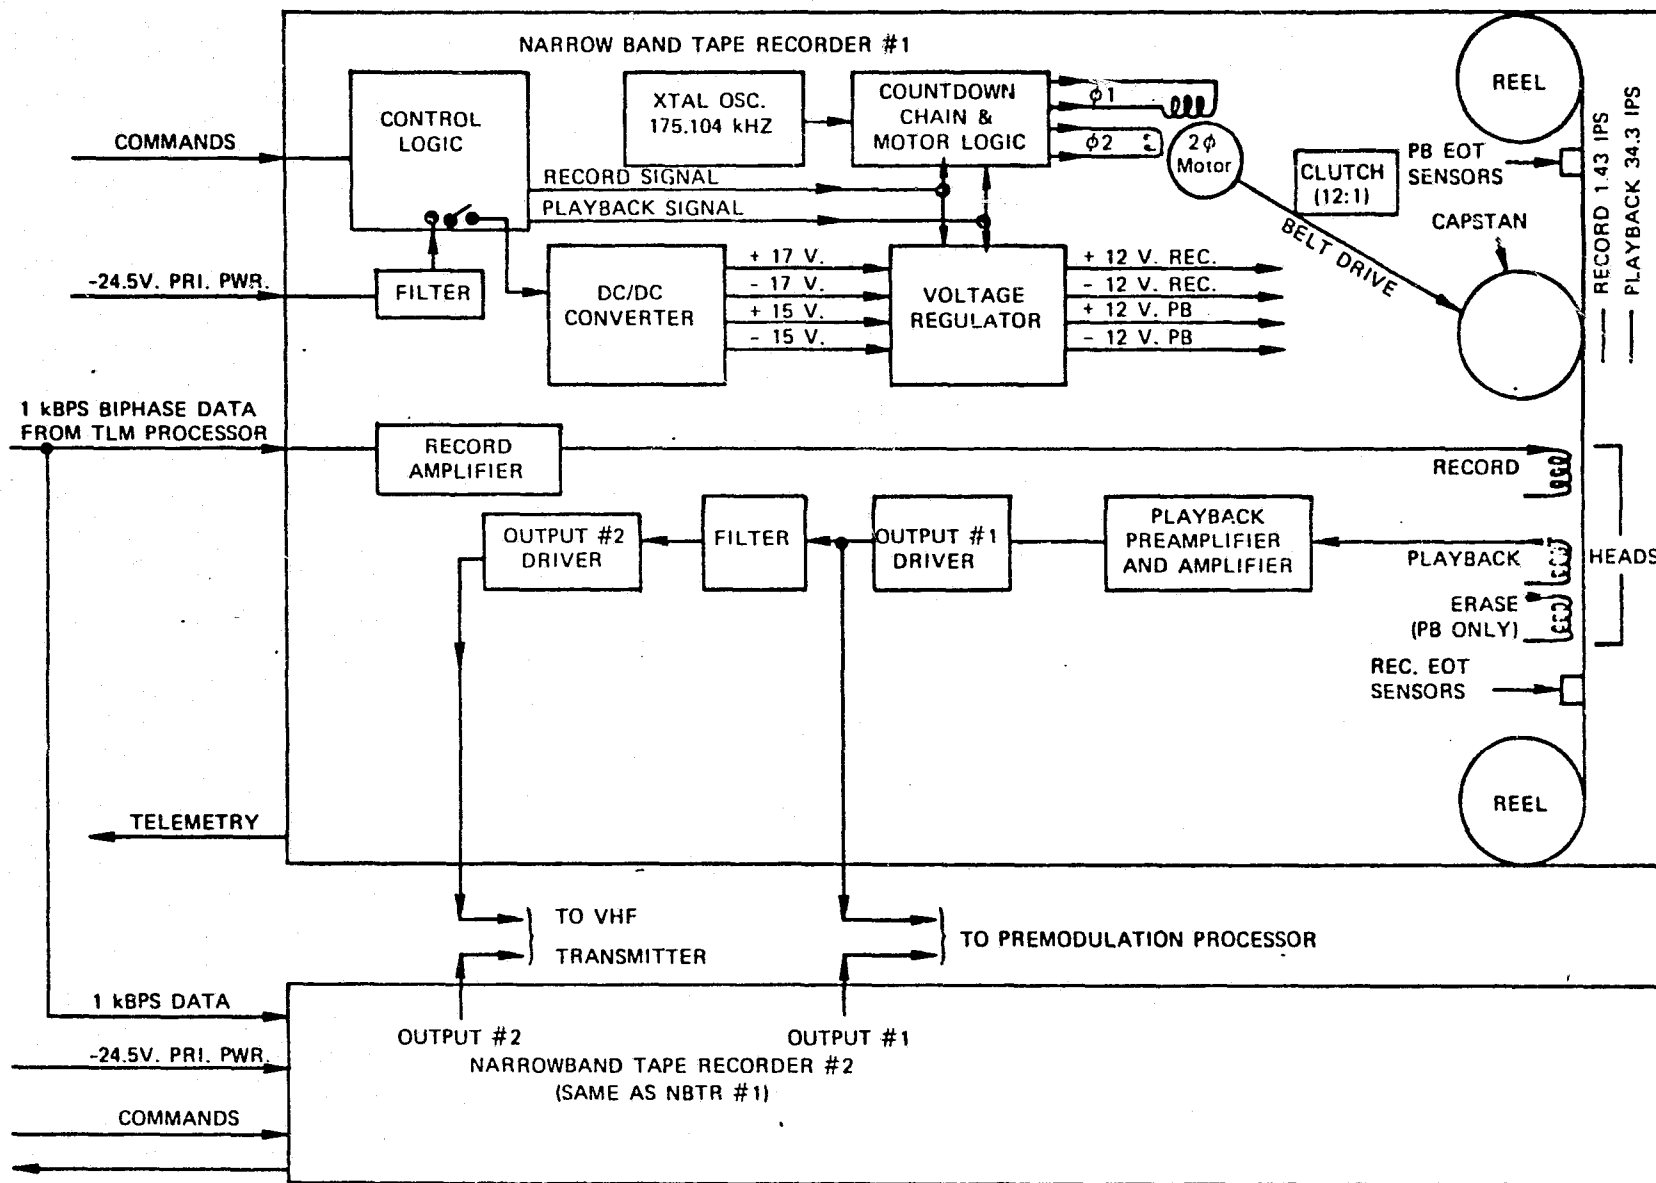 NARROW BAND TAPE RECORDER #1
COMMANDS
CONTROL
LOGIC
XTAL OSC.
175.104 kHZ
COUNTDOWN
CHAIN &
MOTOR LOGIC
ϕ1
ϕ2
2ϕ
Motor
CLUTCH
(12:1)
BELT DRIVE
REEL
PB EOT
SENSORS
CAPSTAN
RECORD 1.43 IPS
PLAYBACK 34.3 IPS
RECORD SIGNAL
PLAYBACK SIGNAL
-24.5V. PRI. PWR.
FILTER
DC/DC
CONVERTER
+ 17 V.
- 17 V.
+ 15 V.
- 15 V.
VOLTAGE
REGULATOR
+ 12 V. REC.
- 12 V. REC.
+ 12 V. PB
- 12 V. PB
1 kBPS BIPHASE DATA
FROM TLM PROCESSOR
RECORD
AMPLIFIER
RECORD
OUTPUT #2
DRIVER
FILTER
OUTPUT #1
DRIVER
PLAYBACK
PREAMPLIFIER
AND AMPLIFIER
PLAYBACK
HEADS
ERASE
(PB ONLY)
REC. EOT
SENSORS
REEL
TELEMETRY
TO VHF
TRANSMITTER
TO PREMODULATION PROCESSOR
1 kBPS DATA
OUTPUT #2
OUTPUT #1
-24.5V. PRI. PWR.
NARROWBAND TAPE RECORDER #2
(SAME AS NBTR #1)
COMMANDS